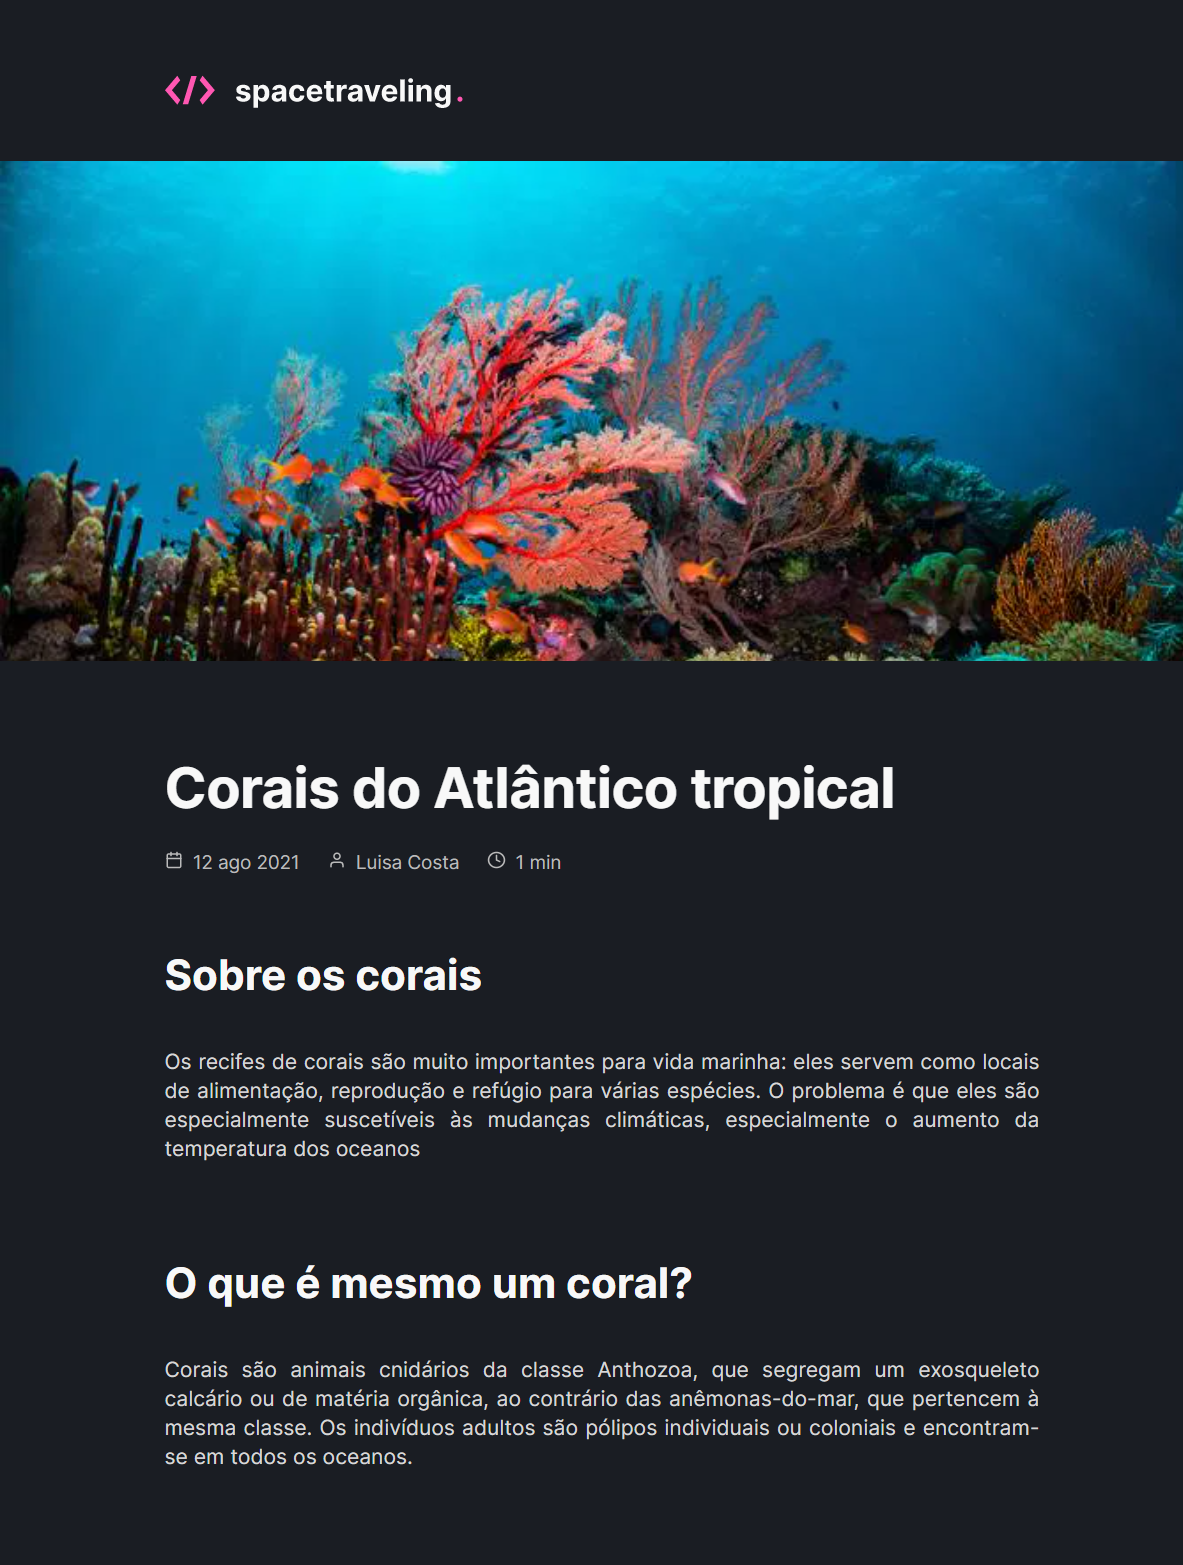 </> spacetraveling.
Corais do Atlântico tropical
12 ago 2021 Luisa Costa 1 min
Sobre os corais
Os recifes de corais são muito importantes para vida marinha: eles servem como locais
de alimentação, reprodução e refúgio para várias espécies. O problema é que eles são
especialmente suscetíveis às mudanças climáticas, especialmente o aumento da
temperatura dos oceanos
O que é mesmo um coral?
Corais são animais cnidários da classe Anthozoa, que segregam um exosqueleto
calcário ou de matéria orgânica, ao contrário das anêmonas-do-mar, que pertencem à
mesma classe. Os indivíduos adultos são pólipos individuais ou coloniais e encontram-
se em todos os oceanos.